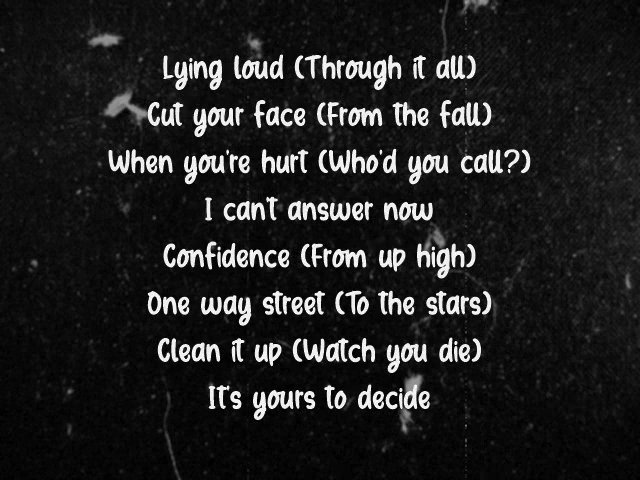 Lying loud (Through it all)
Cut your face (From the fall)
When you're hurt (Who'd you call?)
I can't answer now
Confidence (From up high)
One way street (To the stars)
Clean it up (Watch you die)
It's yours to decide